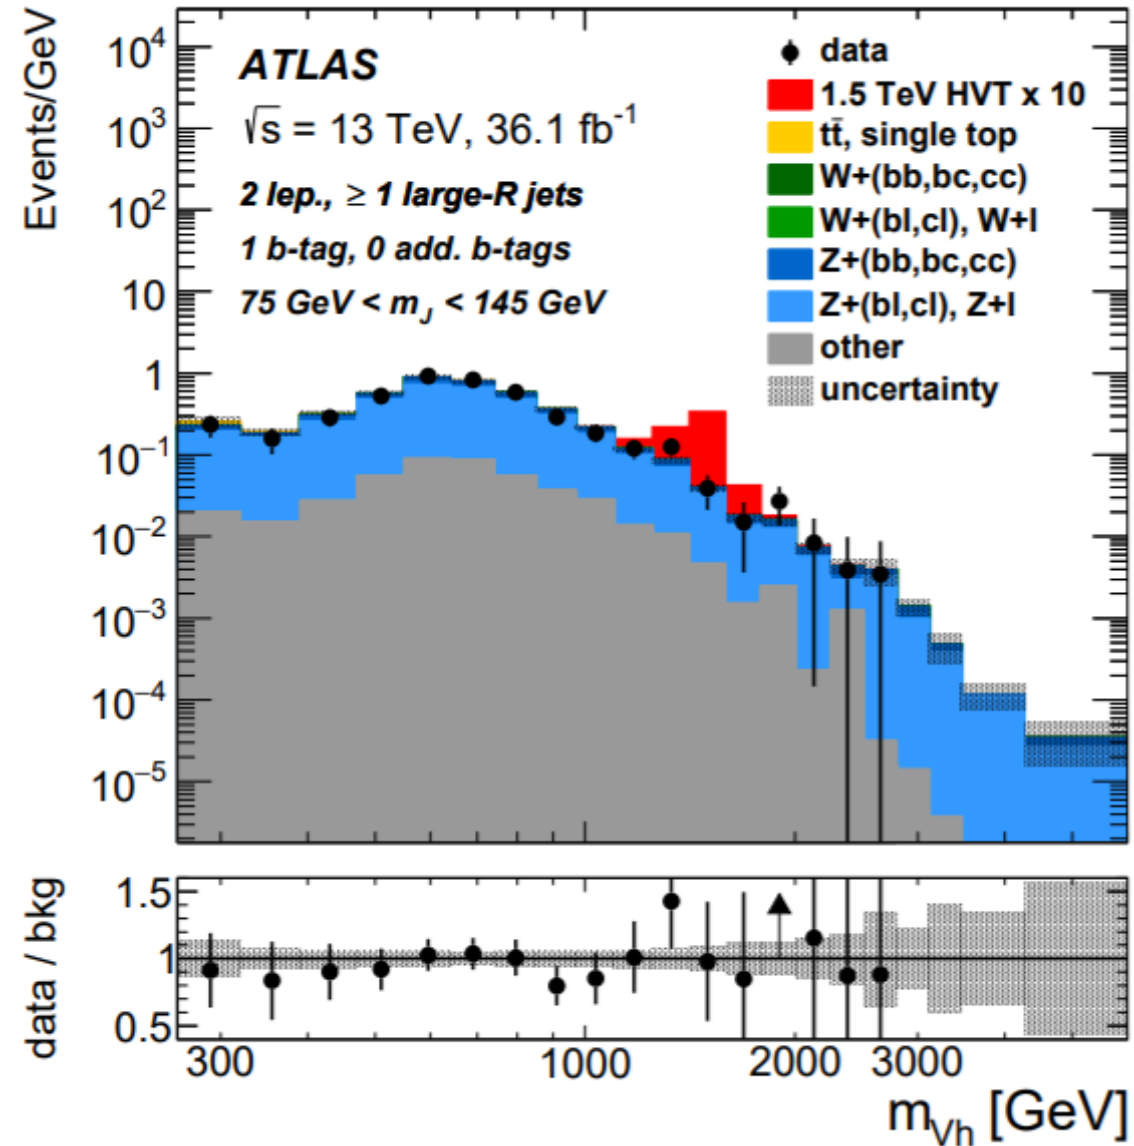 Events/GeV
10⁴
10³
10²
10
1
10⁻¹
10⁻²
10⁻³
10⁻⁴
10⁻⁵
ATLAS
√s = 13 TeV, 36.1 fb⁻¹
2 lep., ≥ 1 large-R jets
1 b-tag, 0 add. b-tags
75 GeV < m_J < 145 GeV
data
1.5 TeV HVT x 10
tt̄, single top
W+(bb,bc,cc)
W+(bl,cl), W+l
Z+(bb,bc,cc)
Z+(bl,cl), Z+l
other
uncertainty
data / bkg
1.5
1
0.5
300 1000 2000 3000
m_Vh [GeV]